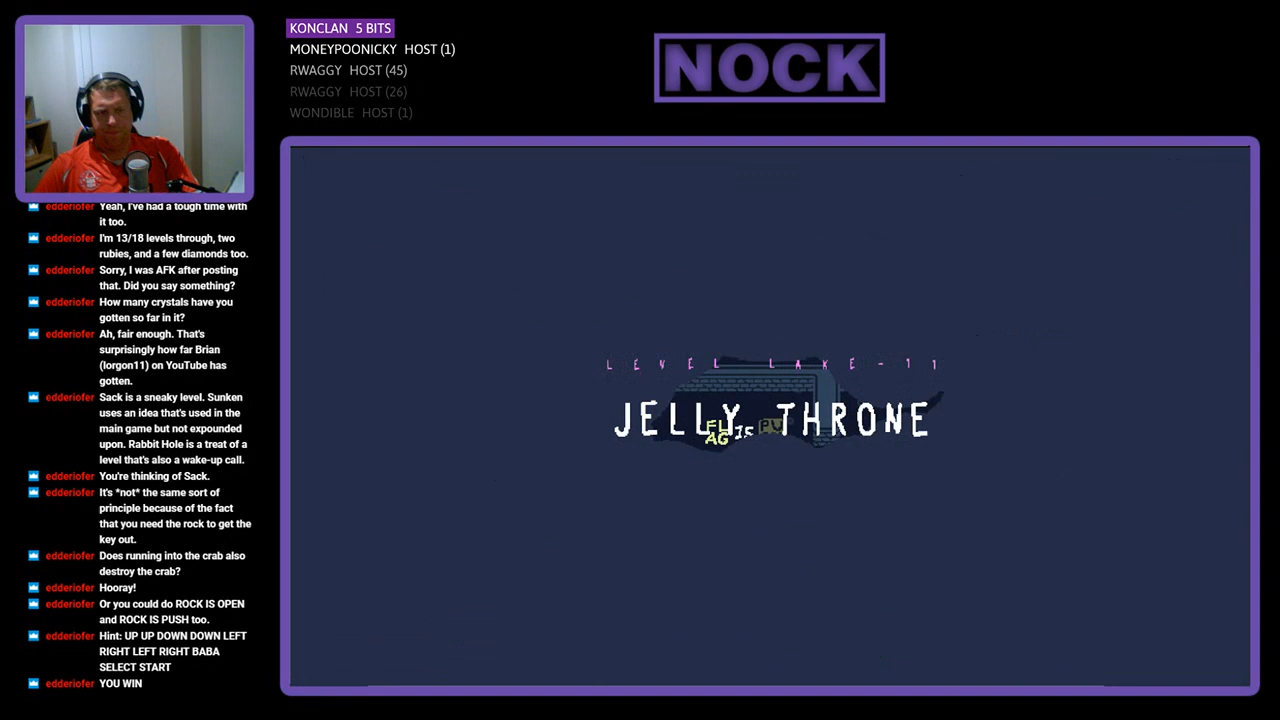 KONCLAN 5 BITS
MONEYPOONICKY HOST (1)
RWAGGY HOST (45)
RWAGGY HOST (26)
WONDIBLE HOST (1)
NOCK
edderiofer Yeah, I've had a tough time with
it too.
edderiofer I'm 13/18 levels through, two
rubies, and a few diamonds too.
edderiofer Sorry, I was AFK after posting
that. Did you say something?
edderiofer How many crystals have you
gotten so far in it?
edderiofer Ah, fair enough. That's
surprisingly how far Brian
(lorgon11) on YouTube has
gotten.
edderiofer Sack is a sneaky level. Sunken
uses an idea that's used in the
main game but not expounded
upon. Rabbit Hole is a treat of a
level that's also a wake-up call.
edderiofer You're thinking of Sack.
edderiofer It's *not* the same sort of
principle because of the fact
that you need the rock to get the
key out.
edderiofer Does running into the crab also
destroy the crab?
edderiofer Hooray!
edderiofer Or you could do ROCK IS OPEN
and ROCK IS PUSH too.
edderiofer Hint: UP UP DOWN DOWN LEFT
RIGHT LEFT RIGHT BABA
SELECT START
edderiofer YOU WIN
LEVEL LAKE-11
JELLY THRONE
FLAG IS